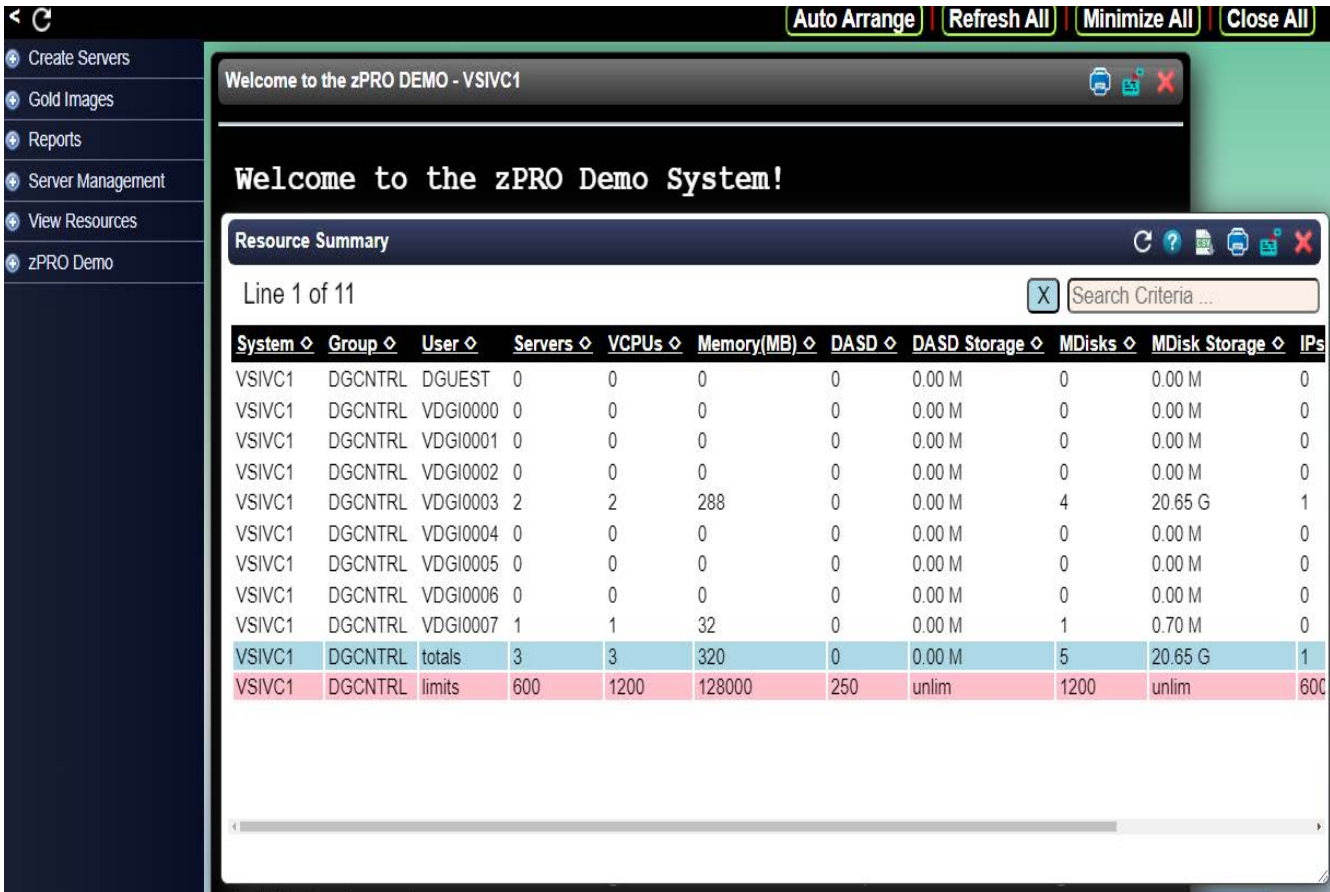 < Auto Arrange Refresh All Minimize All Close All
Create Servers
Gold Images
Reports
Server Management
View Resources
zPRO Demo
Welcome to the zPRO DEMO - VSIVC1
Welcome to the zPRO Demo System!
Resource Summary
Line 1 of 11 X Search Criteria ...
System Group User Servers VCPUs Memory(MB) DASD DASD Storage MDisks MDisk Storage IPs
VSIVC1 DGCNTRL DGUEST 0 0 0 0 0.00 M 0 0.00 M 0
VSIVC1 DGCNTRL VDGI0000 0 0 0 0 0.00 M 0 0.00 M 0
VSIVC1 DGCNTRL VDGI0001 0 0 0 0 0.00 M 0 0.00 M 0
VSIVC1 DGCNTRL VDGI0002 0 0 0 0 0.00 M 0 0.00 M 0
VSIVC1 DGCNTRL VDGI0003 2 2 288 0 0.00 M 4 20.65 G 1
VSIVC1 DGCNTRL VDGI0004 0 0 0 0 0.00 M 0 0.00 M 0
VSIVC1 DGCNTRL VDGI0005 0 0 0 0 0.00 M 0 0.00 M 0
VSIVC1 DGCNTRL VDGI0006 0 0 0 0 0.00 M 0 0.00 M 0
VSIVC1 DGCNTRL VDGI0007 1 1 32 0 0.00 M 1 0.70 M 0
VSIVC1 DGCNTRL totals 3 3 320 0 0.00 M 5 20.65 G 1
VSIVC1 DGCNTRL limits 600 1200 128000 250 unlim 1200 unlim 600